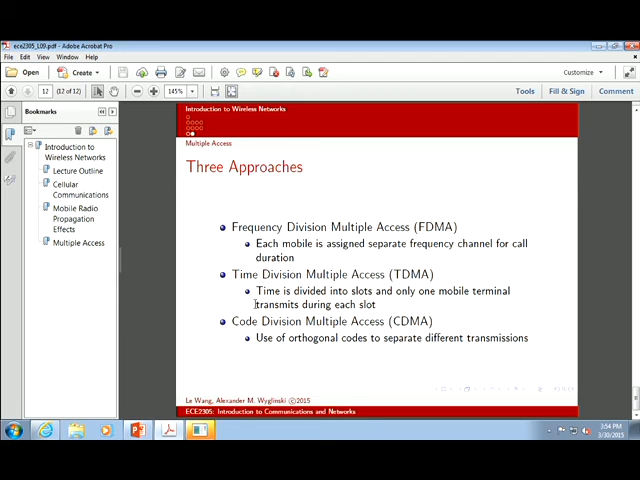 ece2305_L09.pdf - Adobe Acrobat Pro
File Edit View Window Help
Open Create Customize
12 (12 of 12) 145% Tools Fill & Sign Comment
Bookmarks
Introduction to
Wireless Networks
Lecture Outline
Cellular
Communications
Mobile Radio
Propagation
Effects
Multiple Access
Introduction to Wireless Networks
Multiple Access
Three Approaches
Frequency Division Multiple Access (FDMA)
Each mobile is assigned separate frequency channel for call
duration
Time Division Multiple Access (TDMA)
Time is divided into slots and only one mobile terminal
transmits during each slot
Code Division Multiple Access (CDMA)
Use of orthogonal codes to separate different transmissions
Le Wang, Alexander M. Wyglinski ©2015
ECE2305: Introduction to Communications and Networks
3:54 PM
3/30/2015